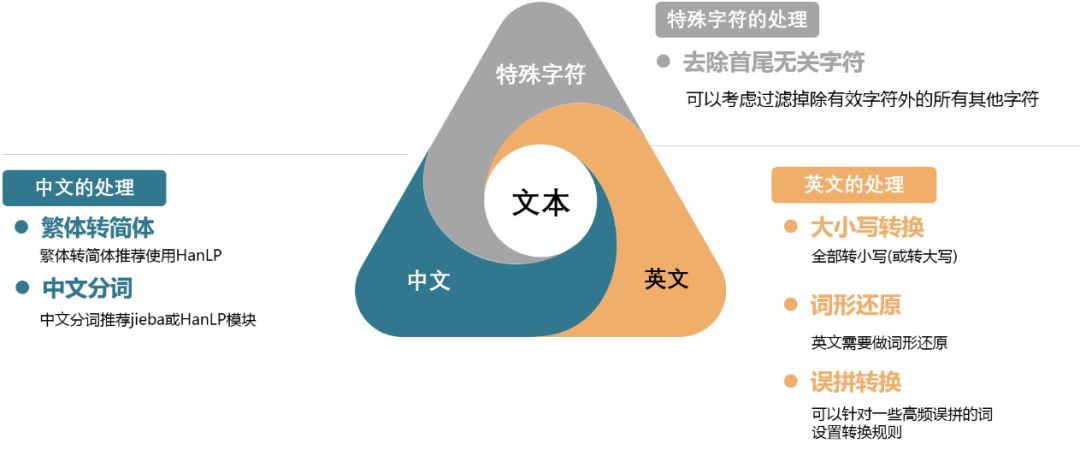 特殊字符的处理
去除首尾无关字符
可以考虑过滤掉除有效字符外的所有其他字符
特殊字符
文本
中文
英文
中文的处理
繁体转简体
繁体转简体推荐使用HanLP
中文分词
中文分词推荐jieba或HanLP模块
英文的处理
大小写转换
全部转小写(或转大写)
词形还原
英文需要做词形还原
误拼转换
可以针对一些高频误拼的词
设置转换规则